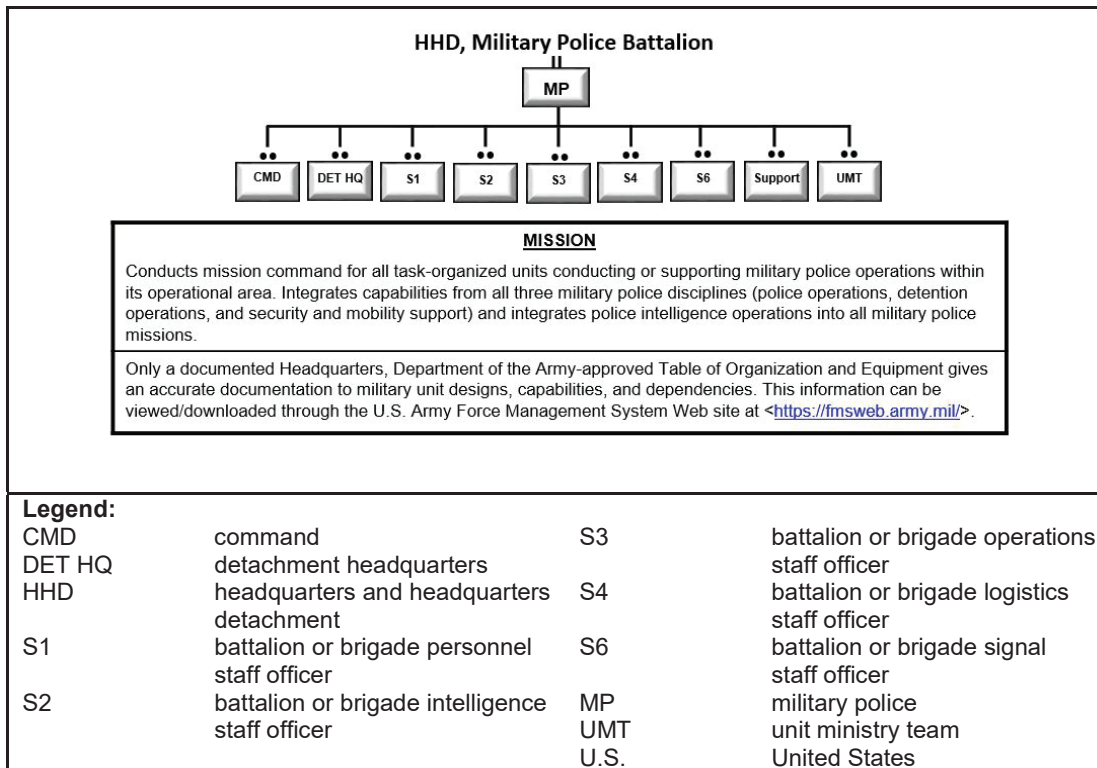 HHD, Military Police Battalion
MP
CMD DET HQ S1 S2 S3 S4 S6 Support UMT
MISSION
Conducts mission command for all task-organized units conducting or supporting military police operations within
its operational area. Integrates capabilities from all three military police disciplines (police operations, detention
operations, and security and mobility support) and integrates police intelligence operations into all military police
missions.
Only a documented Headquarters, Department of the Army-approved Table of Organization and Equipment gives
an accurate documentation to military unit designs, capabilities, and dependencies. This information can be
viewed/downloaded through the U.S. Army Force Management System Web site at <https://fmsweb.army.mil/>.
Legend:
CMD command S3 battalion or brigade operations
DET HQ detachment headquarters staff officer
HHD headquarters and headquarters S4 battalion or brigade logistics
detachment staff officer
S1 battalion or brigade personnel S6 battalion or brigade signal
staff officer staff officer
S2 battalion or brigade intelligence MP military police
staff officer UMT unit ministry team
U.S. United States